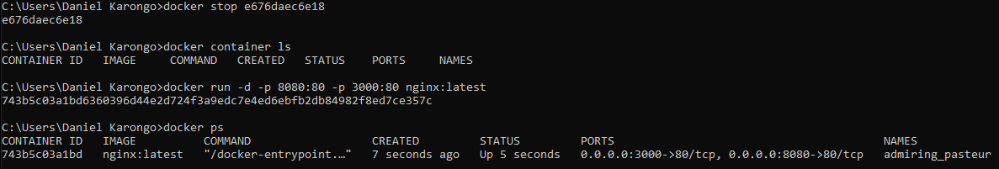 C:\Users\Daniel Karongo>docker stop e676daec6e18
e676daec6e18
C:\Users\Daniel Karongo>docker container ls
CONTAINER ID   IMAGE     COMMAND   CREATED   STATUS    PORTS     NAMES
C:\Users\Daniel Karongo>docker run -d -p 8080:80 -p 3000:80 nginx:latest
743b5c03a1bd6360396d44e2d724f3a9edc7e4ed6ebfb2db84982f8ed7ce357c
C:\Users\Daniel Karongo>docker ps
CONTAINER ID   IMAGE          COMMAND                  CREATED         STATUS         PORTS                                        NAMES
743b5c03a1bd   nginx:latest   "/docker-entrypoint.…"   7 seconds ago   Up 5 seconds   0.0.0.0:3000->80/tcp, 0.0.0.0:8080->80/tcp   admiring_pasteur